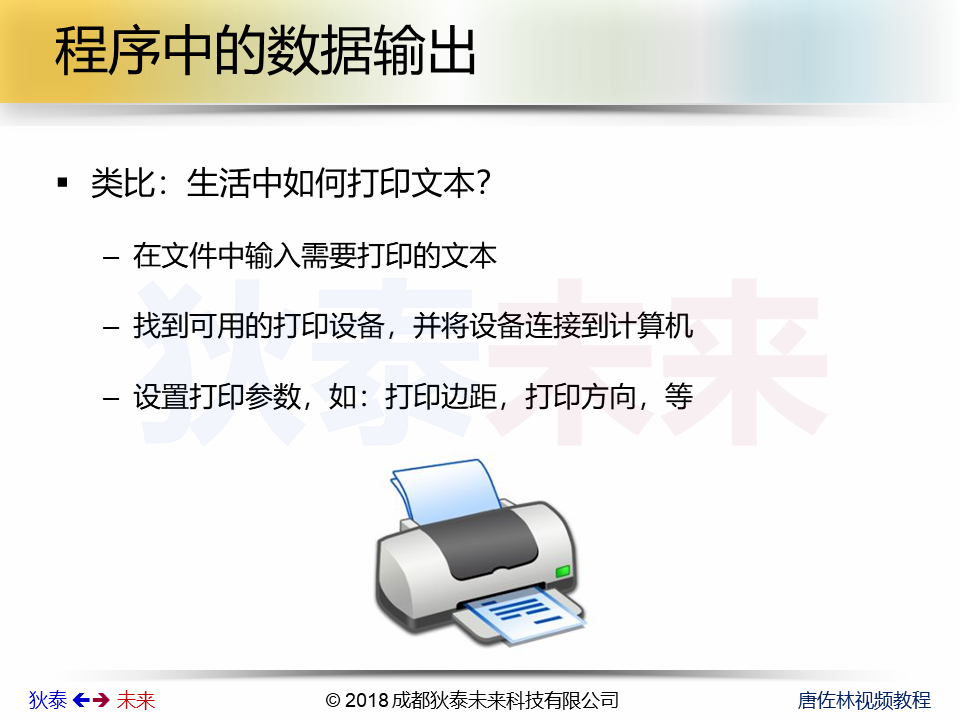 程序中的数据输出
▪ 类比：生活中如何打印文本？
– 在文件中输入需要打印的文本
– 找到可用的打印设备，并将设备连接到计算机
– 设置打印参数，如：打印边距，打印方向，等
狄泰未来
狄泰 🡸🡺 未来
© 2018 成都狄泰未来科技有限公司
唐佐林视频教程